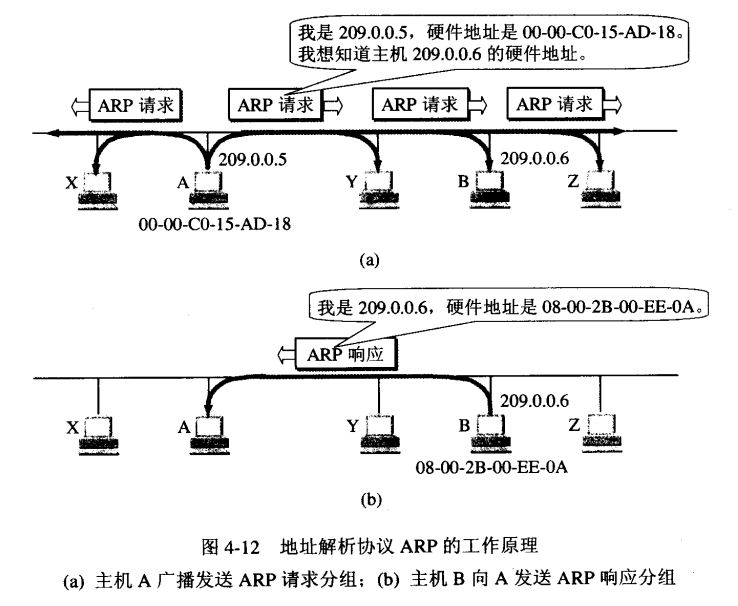 我是 209.0.0.5，硬件地址是 00-00-C0-15-AD-18。
我想知道主机 209.0.0.6 的硬件地址。
ARP 请求
ARP 请求
ARP 请求
ARP 请求
209.0.0.5
209.0.0.6
X
A
Y
B
Z
00-00-C0-15-AD-18
(a)
我是 209.0.0.6，硬件地址是 08-00-2B-00-EE-0A。
ARP 响应
209.0.0.6
X
A
Y
B
Z
08-00-2B-00-EE-0A
(b)
图 4-12 地址解析协议 ARP 的工作原理
(a) 主机 A 广播发送 ARP 请求分组；(b) 主机 B 向 A 发送 ARP 响应分组